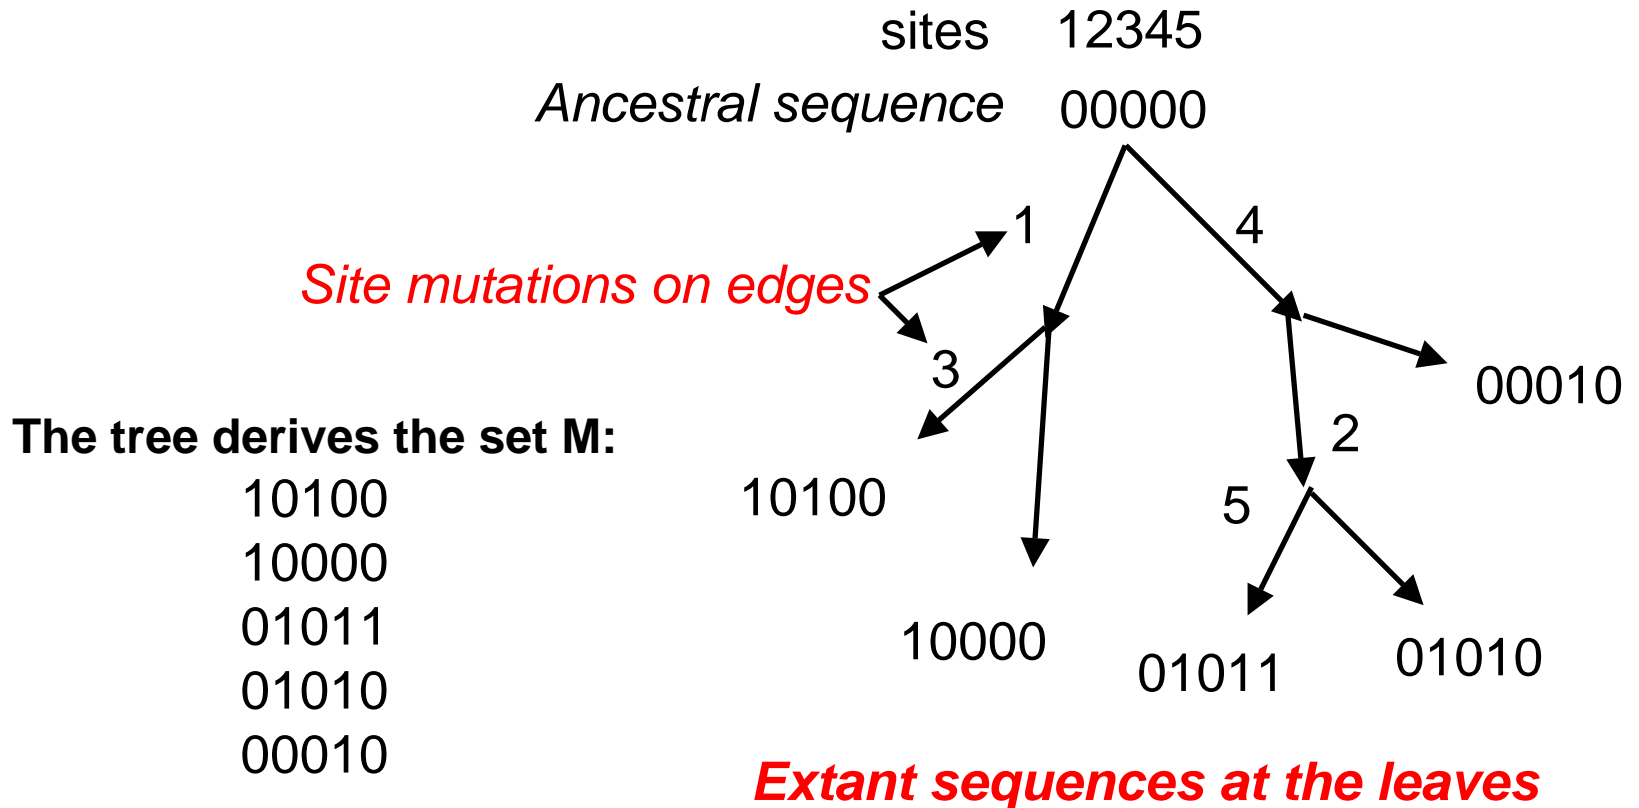 sites 12345
Ancestral sequence 00000
1 4
Site mutations on edges
3
00010
The tree derives the set M:
2
10100 10100 5
10000
10000 01011 01010
01011
01010
00010
Extant sequences at the leaves